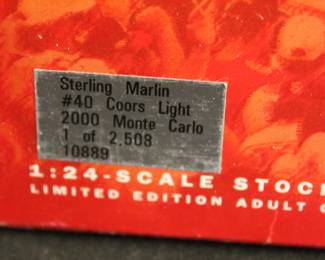 Sterling Marlin
#40 Coors Light
2000 Monte Carlo
1 of 2,508
10889
1:24-SCALE STOC
LIMITED EDITION ADULT